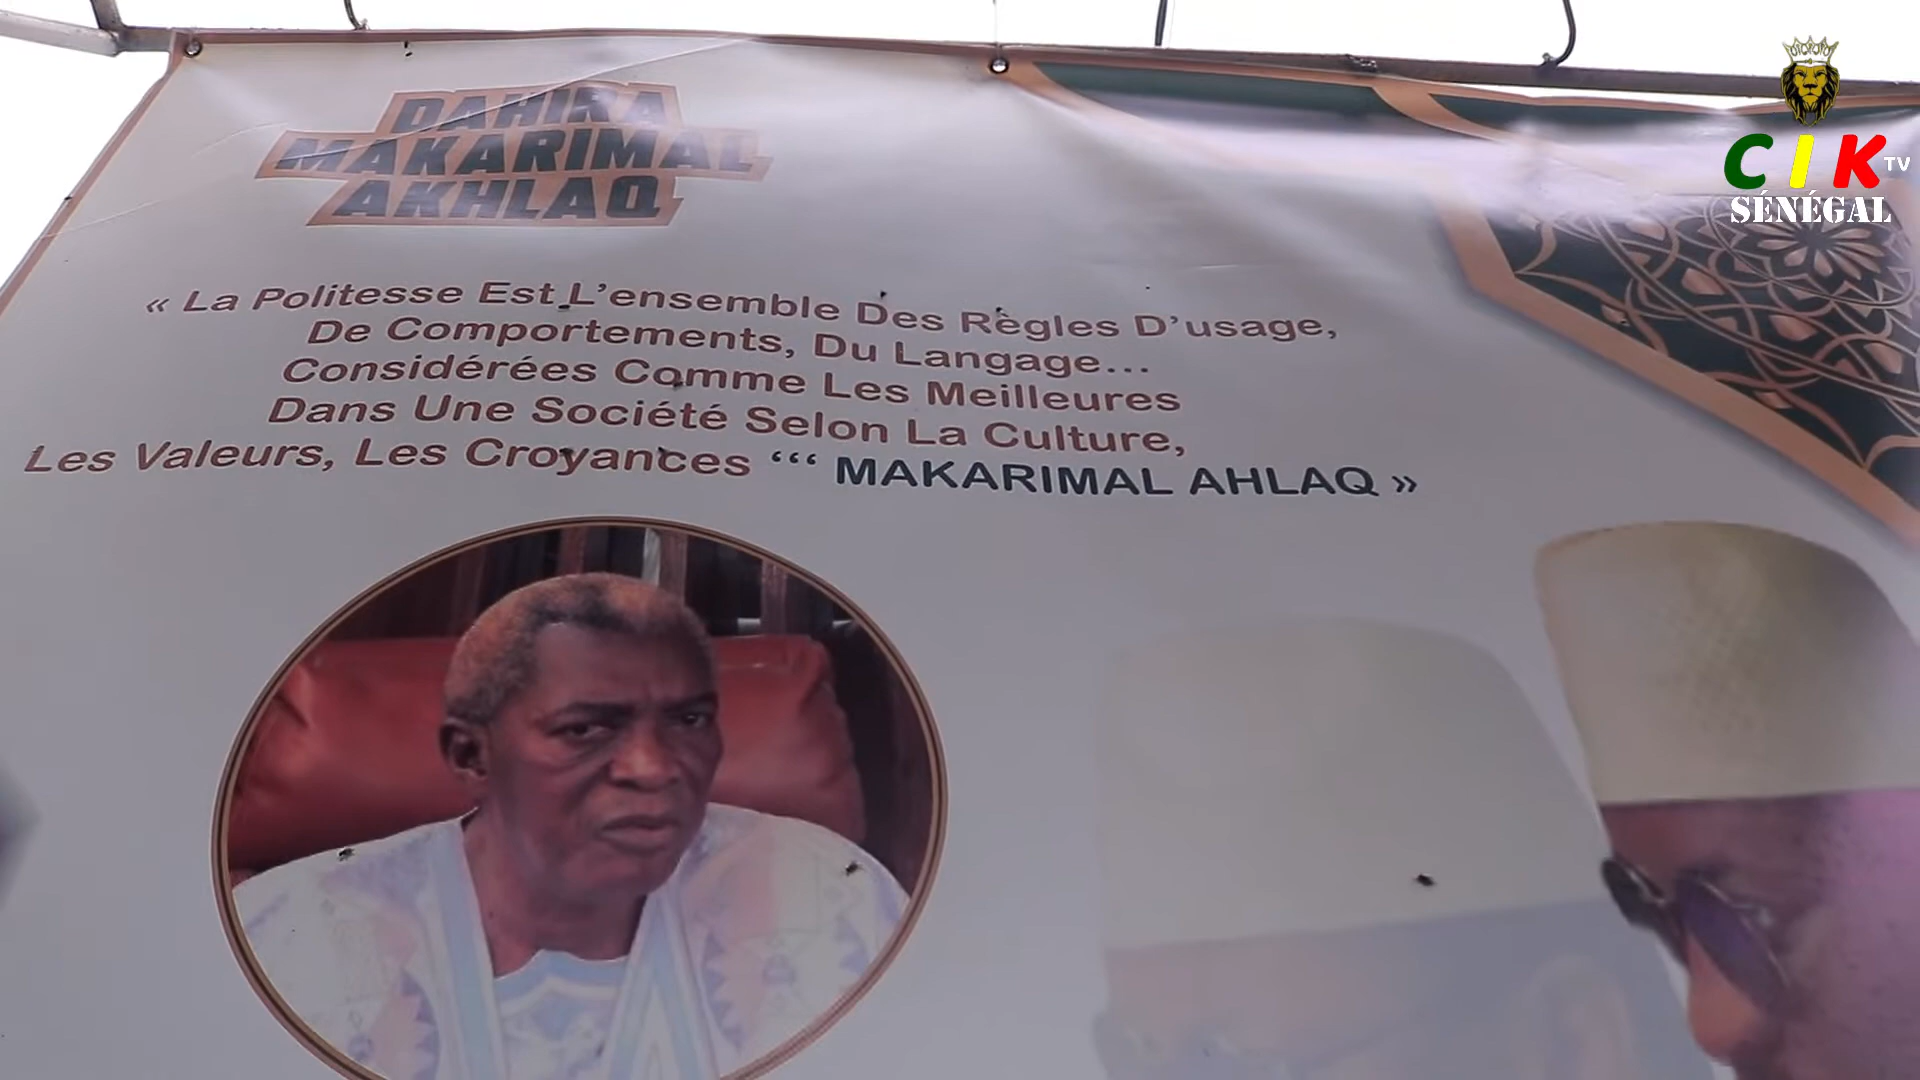 DAHIRA
MAKARIMAL
AKHLAQ
« La Politesse Est L'ensemble Des Règles D'usage,
De Comportements, Du Langage...
Considérées Comme Les Meilleures
Dans Une Société Selon La Culture,
Les Valeurs, Les Croyances ‘‘‘ MAKARIMAL AHLAQ »
CIK TV
SÉNÉGAL